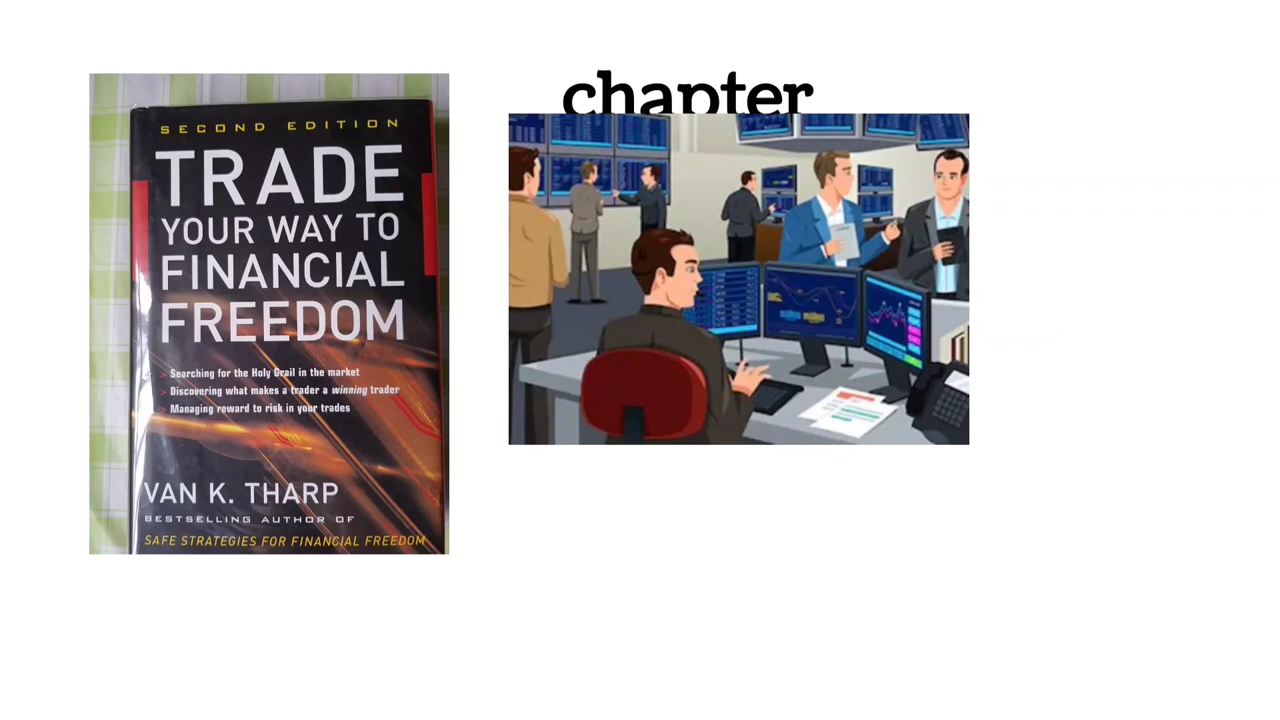 SECOND EDITION
TRADE
YOUR WAY TO
FINANCIAL
FREEDOM
> Searching for the Holy Grail in the market
> Discovering what makes a trader a winning trader
> Managing reward to risk in your trades
VAN K. THARP
BESTSELLING AUTHOR OF
SAFE STRATEGIES FOR FINANCIAL FREEDOM
chapter